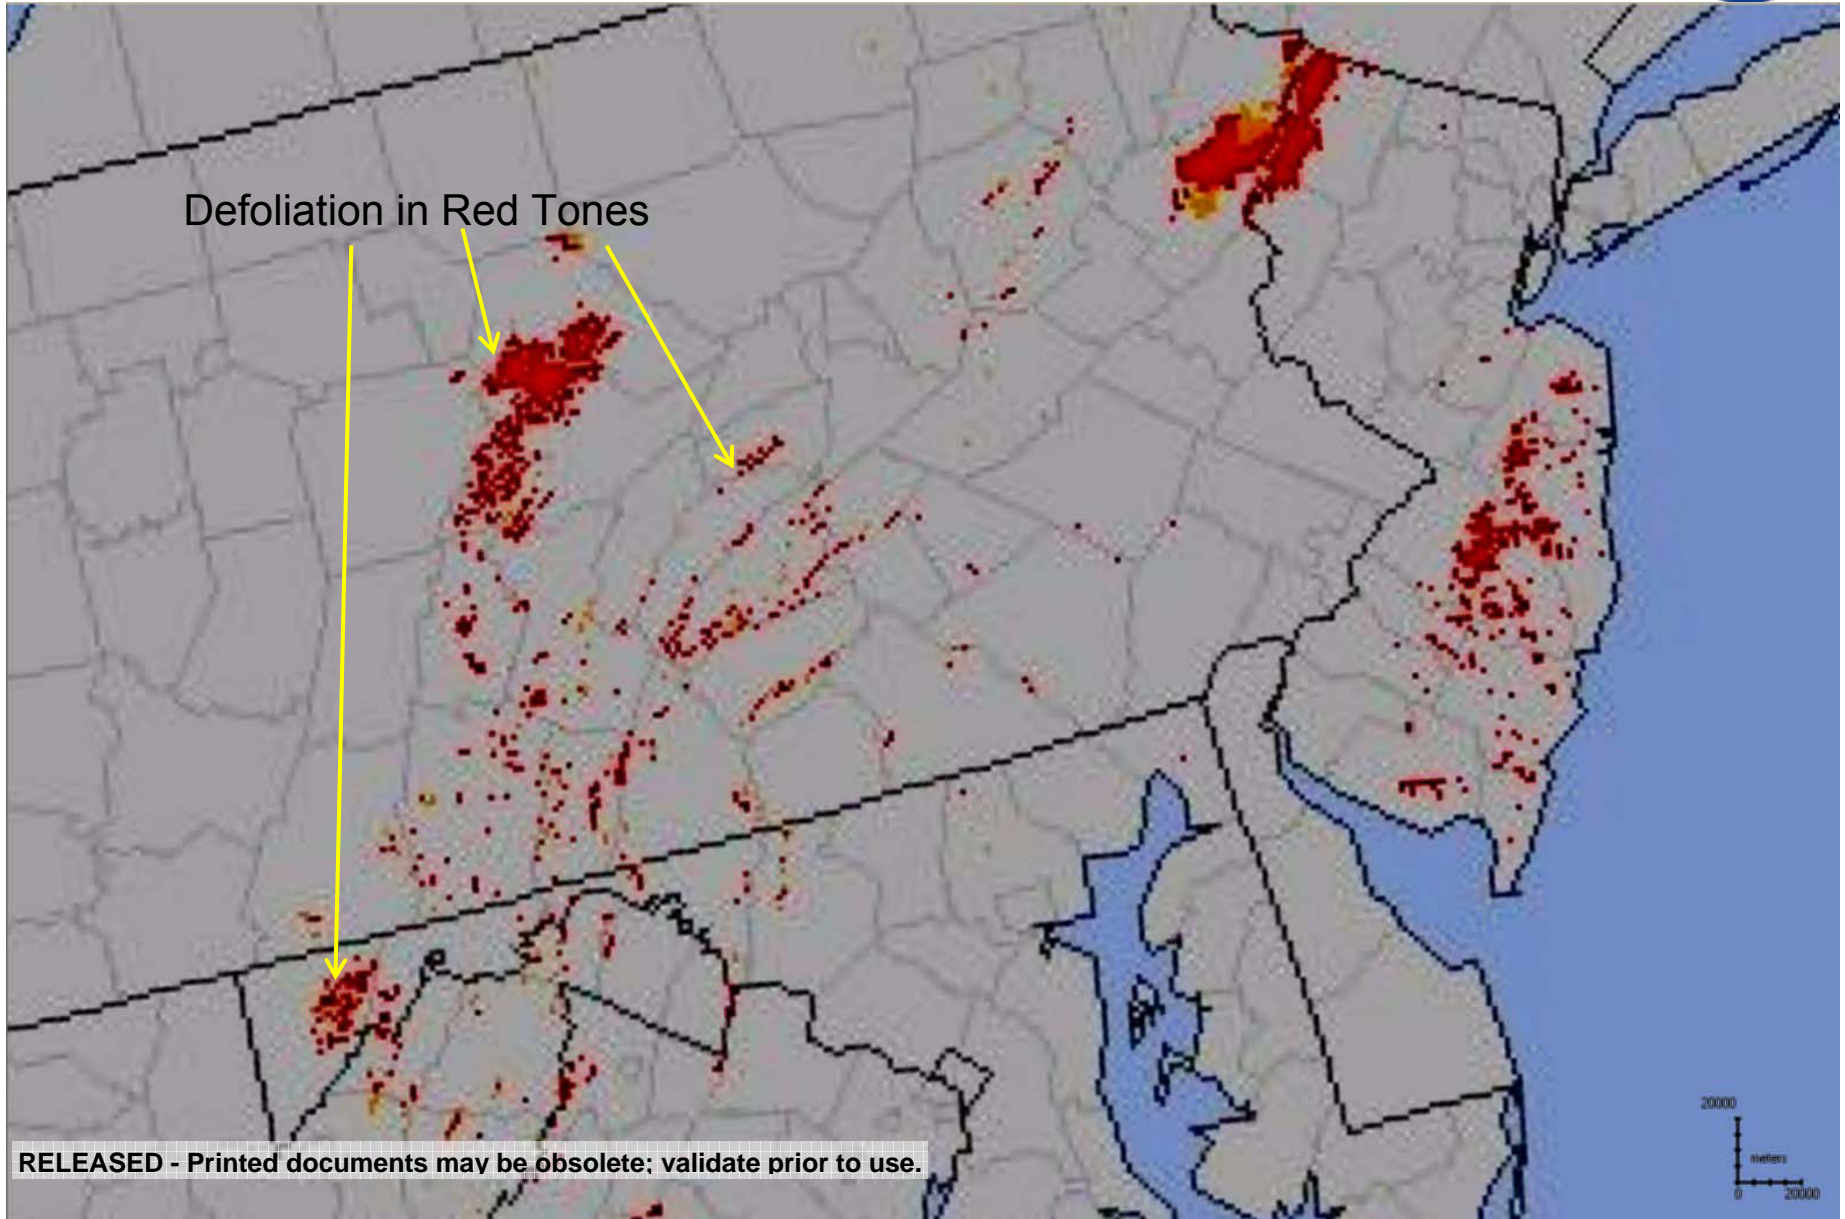 Defoliation in Red Tones
RELEASED - Printed documents may be obsolete; validate prior to use.
20000
meters
0
20000